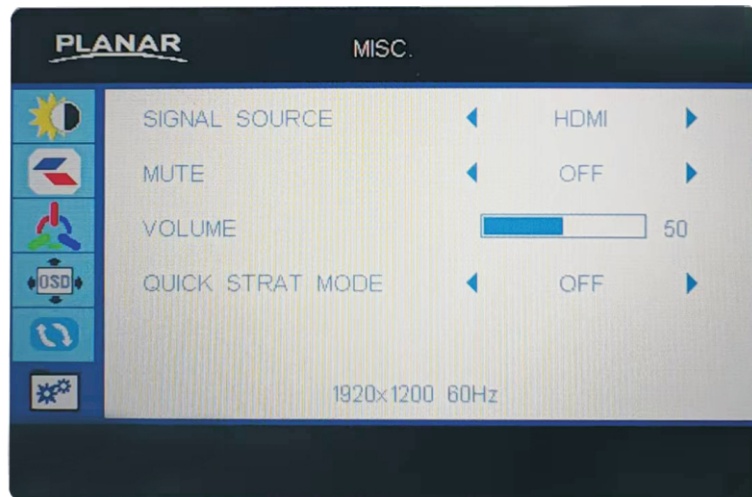 PLANAR
MISC.
SIGNAL SOURCE HDMI
MUTE OFF
VOLUME 50
OSD
QUICK STRAT MODE OFF
1920x1200 60Hz